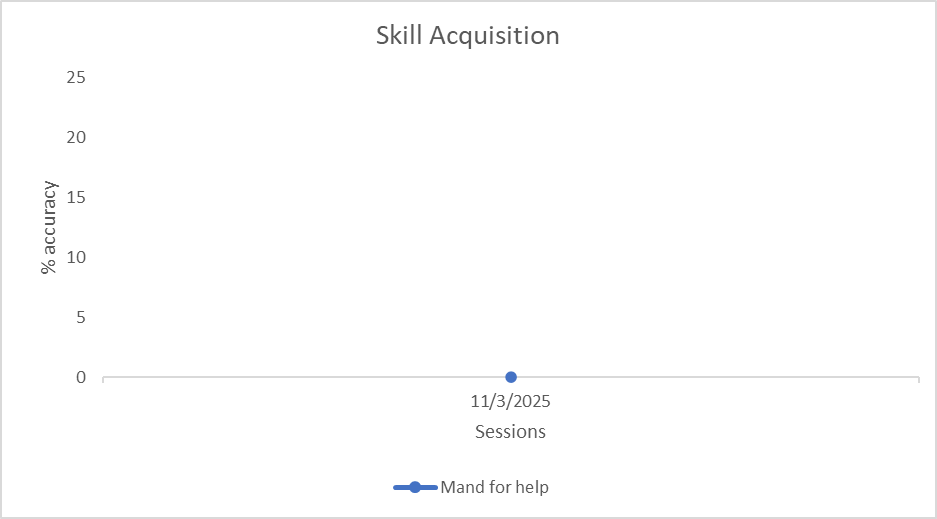 Skill Acquisition
25
20
15
10
5
0
% accuracy
11/3/2025
Sessions
Mand for help